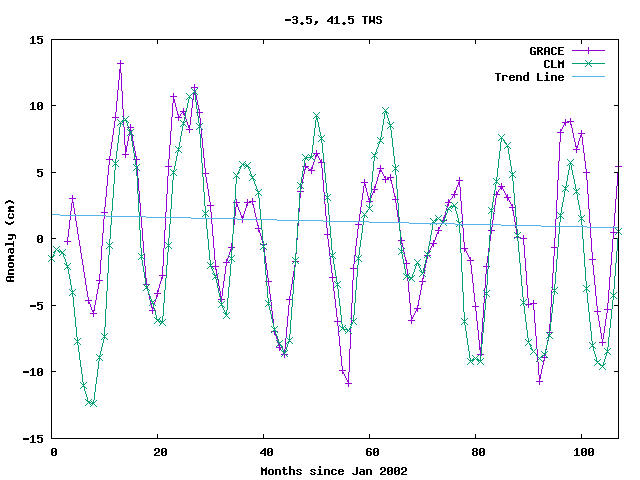 -3.5, 41.5 TWS
GRACE
CLM
Trend Line
15
10
5
0
-5
-10
-15
Anomaly (cm)
0 20 40 60 80 100
Months since Jan 2002